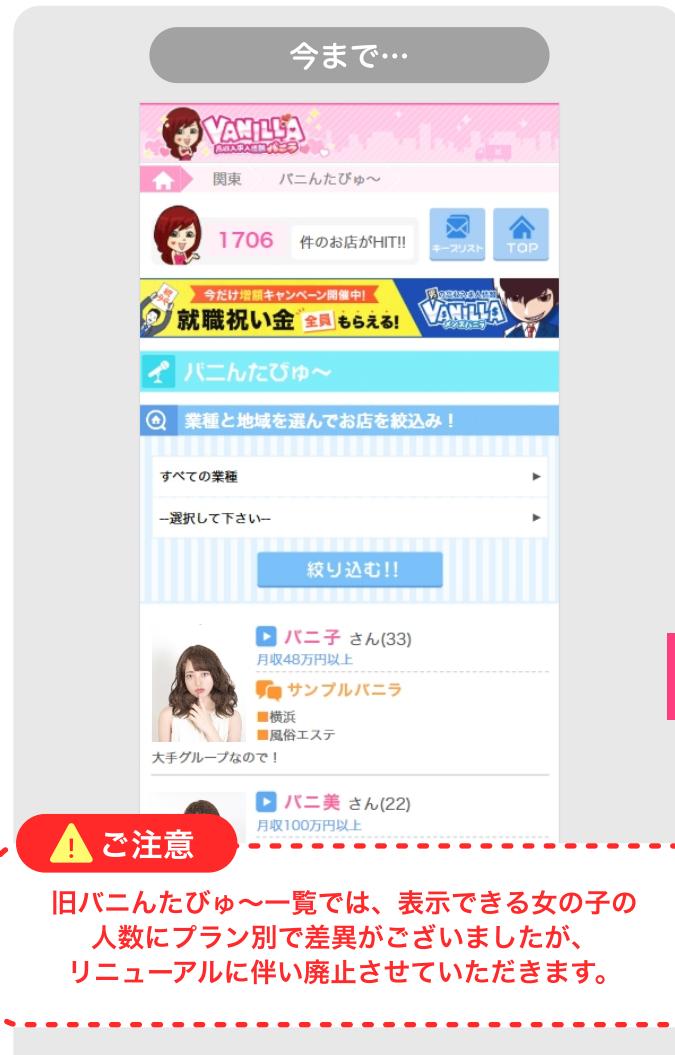 今まで…
VANILLA
高収入求人情報 バニラ
関東 バニんたびゅ〜
1706 件のお店がHIT!!
キープリスト
TOP
今だけ増額キャンペーン開催中!
就職祝い金 全員 もらえる!
VANILLA
メンズバニラ
バニんたびゅ〜
業種と地域を選んでお店を絞込み!
すべての業種
--選択して下さい--
絞り込む!!
バニ子 さん(33)
月収48万円以上
サンプルバニラ
■横浜
■風俗エステ
大手グループなので!
バニ美 さん(22)
月収100万円以上
ご注意
旧バニんたびゅ〜一覧では、表示できる女の子の
人数にプラン別で差異がございましたが、
リニューアルに伴い廃止させていただきます。